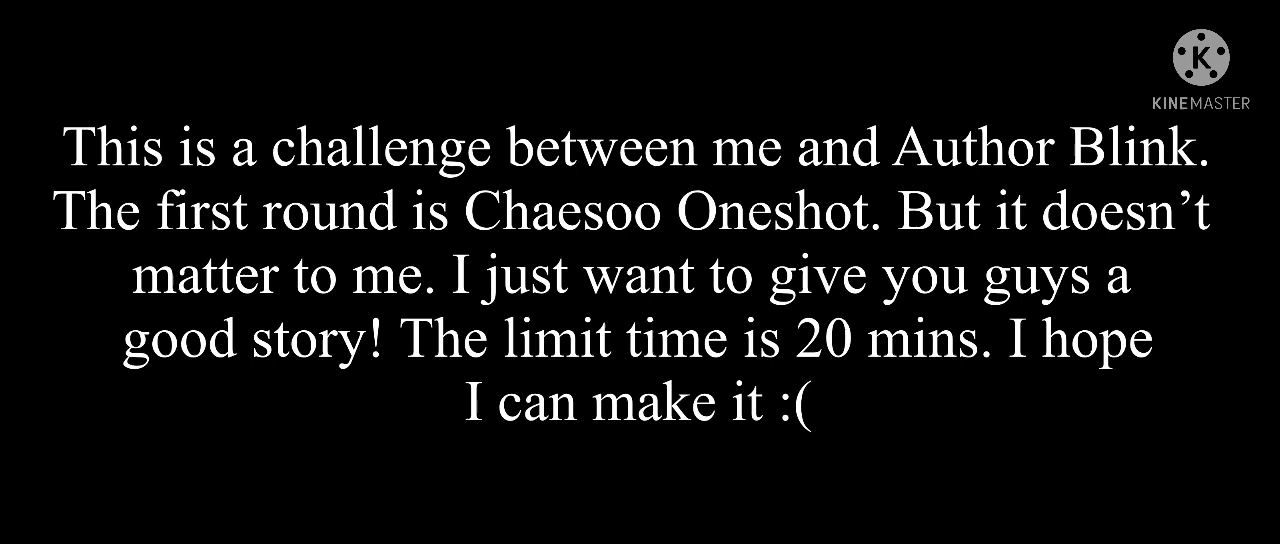 K
KINEMASTER
This is a challenge between me and Author Blink.
The first round is Chaesoo Oneshot. But it doesn’t
matter to me. I just want to give you guys a
good story! The limit time is 20 mins. I hope
I can make it :(